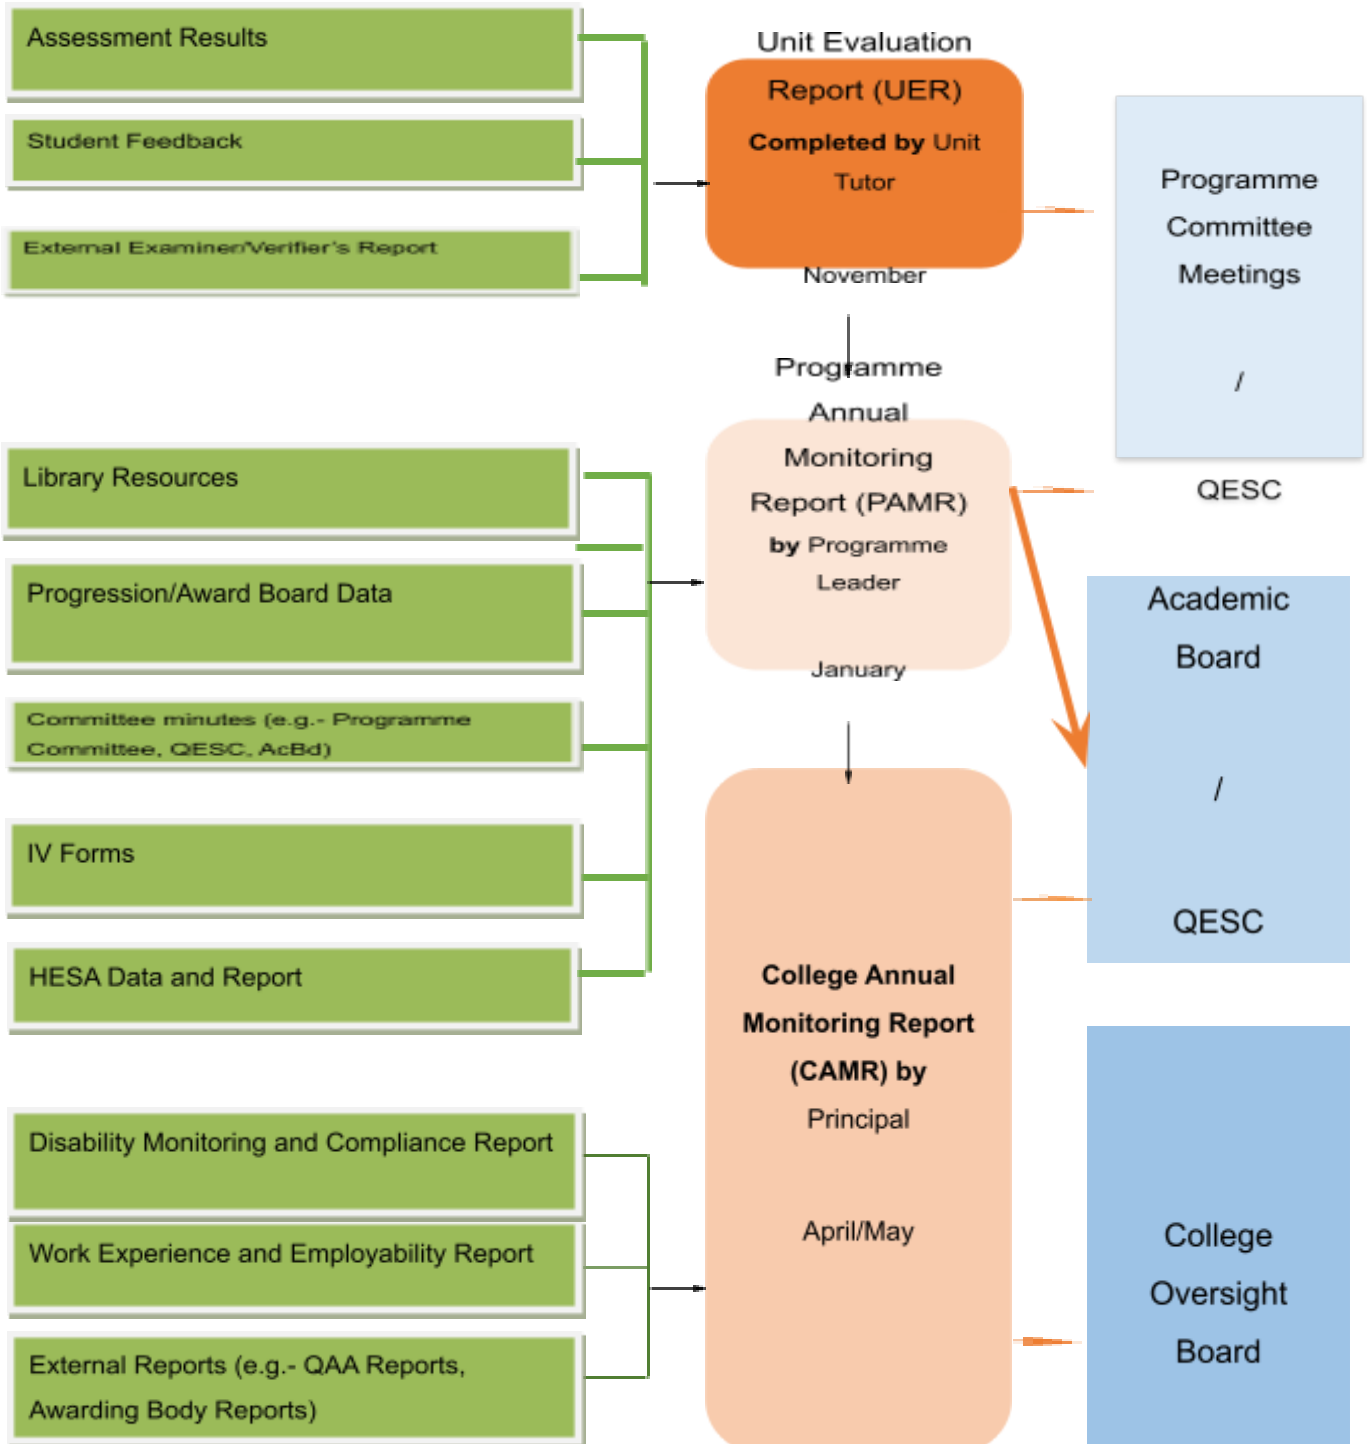 Assessment Results
Student Feedback
External Examiner/Verifier's Report
Unit Evaluation
Report (UER)
Completed by Unit
Tutor
November
Programme
Committee
Meetings
/
QESC
Library Resources
Progression/Award Board Data
Committee minutes (e.g.- Programme
Committee, QESC, AcBd)
IV Forms
HESA Data and Report
Programme
Annual
Monitoring
Report (PAMR)
by Programme
Leader
January
Academic
Board
/
QESC
Disability Monitoring and Compliance Report
Work Experience and Employability Report
External Reports (e.g.- QAA Reports,
Awarding Body Reports)
College Annual
Monitoring Report
(CAMR) by
Principal
April/May
College
Oversight
Board